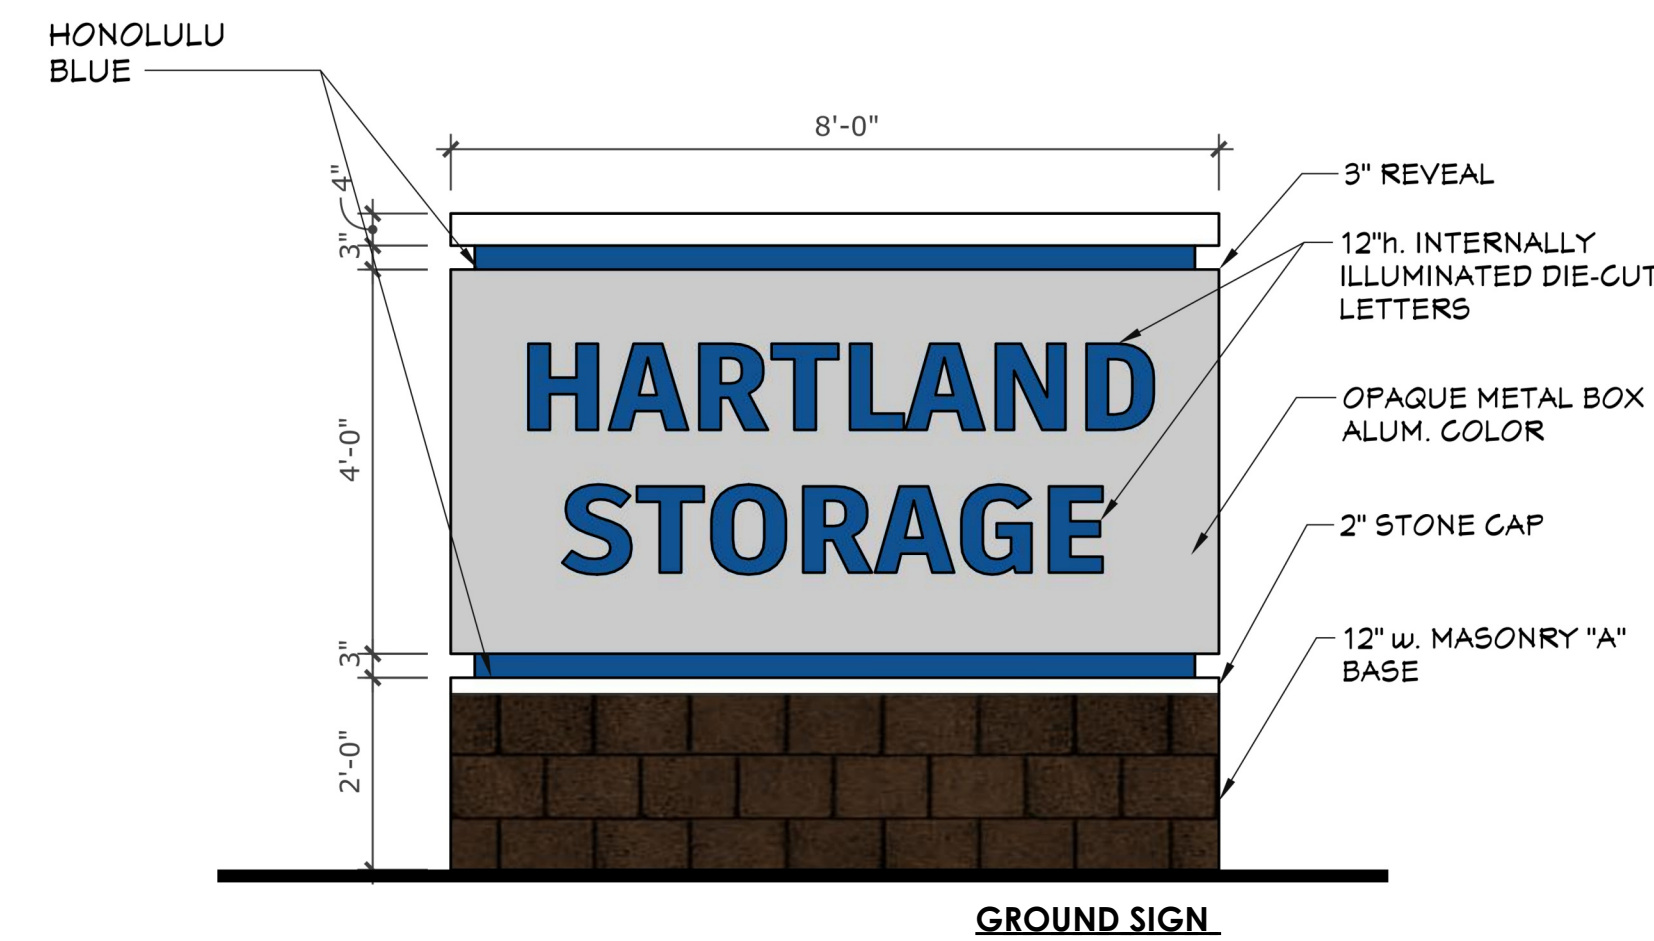 HONOLULU
BLUE
8'-0"
4"
3"
4'-0"
3"
2'-0"
HARTLAND
STORAGE
3" REVEAL
12"h. INTERNALLY
ILLUMINATED DIE-CUT
LETTERS
OPAQUE METAL BOX
ALUM. COLOR
2" STONE CAP
12" w. MASONRY "A"
BASE
GROUND SIGN